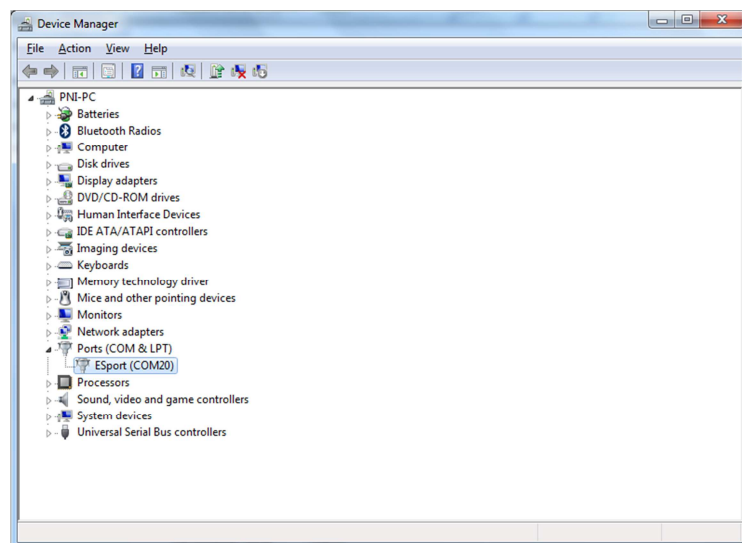 Device Manager
File Action View Help
PNI-PC
Batteries
Bluetooth Radios
Computer
Disk drives
Display adapters
DVD/CD-ROM drives
Human Interface Devices
IDE ATA/ATAPI controllers
Imaging devices
Keyboards
Memory technology driver
Mice and other pointing devices
Monitors
Network adapters
Ports (COM & LPT)
ESport (COM20)
Processors
Sound, video and game controllers
System devices
Universal Serial Bus controllers